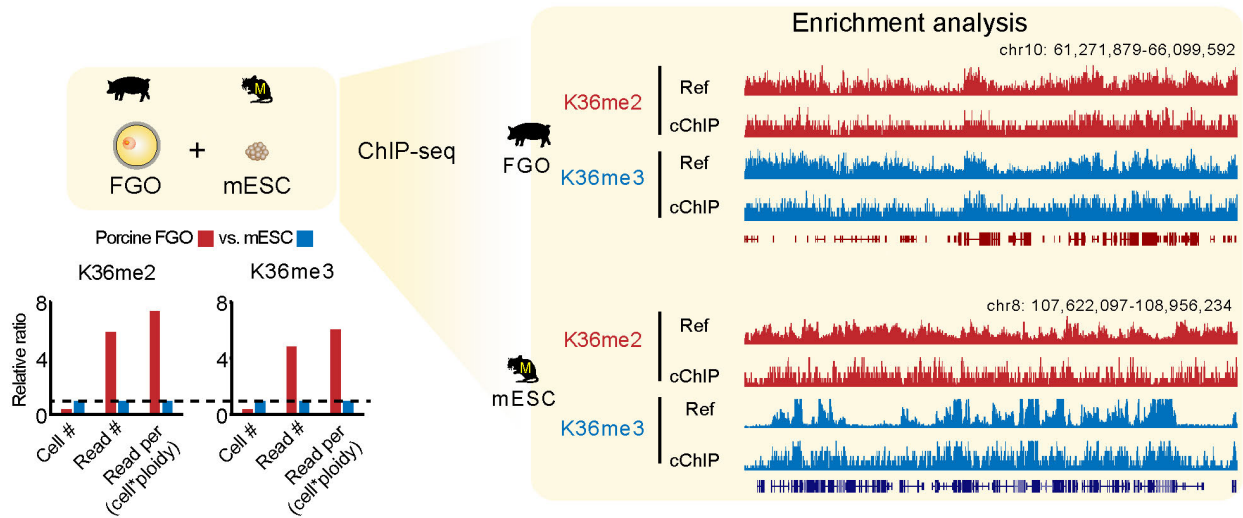 M
FGO
+
mESC
ChIP-seq
Porcine FGO vs. mESC
K36me2
K36me3
Relative ratio
8
4
0
Cell #
Read #
Read per
(cell*ploidy)
8
4
0
Cell #
Read #
Read per
(cell*ploidy)
Enrichment analysis
chr10: 61,271,879-66,099,592
FGO
K36me2
Ref
cChIP
K36me3
Ref
cChIP
chr8: 107,622,097-108,956,234
M
mESC
K36me2
Ref
cChIP
K36me3
Ref
cChIP